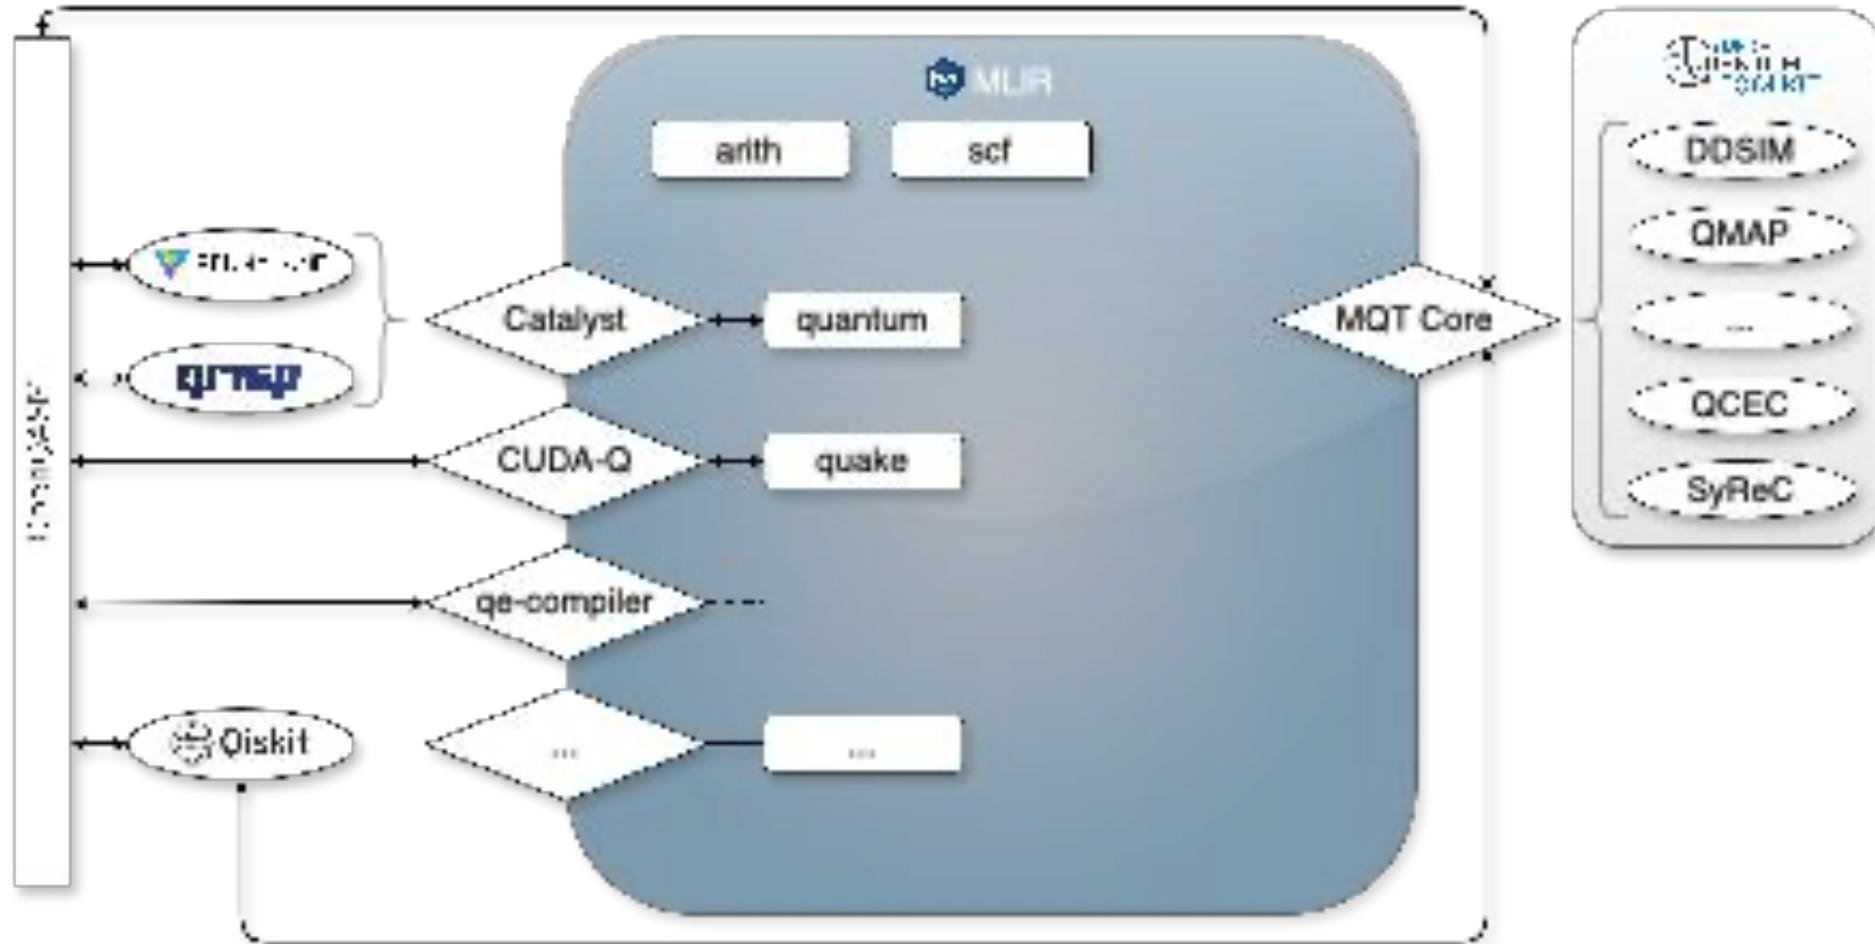 MLIR
arith
scf
DDSIM
QMAP
Catalyst
quantum
MQT Core
...
CUDA-Q
quake
QCEC
SyReC
qe-compiler
Qiskit
...
...